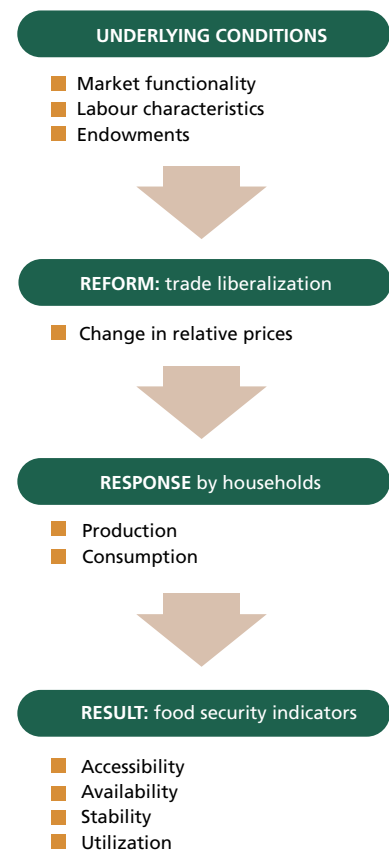 UNDERLYING CONDITIONS
Market functionality
Labour characteristics
Endowments
REFORM: trade liberalization
Change in relative prices
RESPONSE by households
Production
Consumption
RESULT: food security indicators
Accessibility
Availability
Stability
Utilization